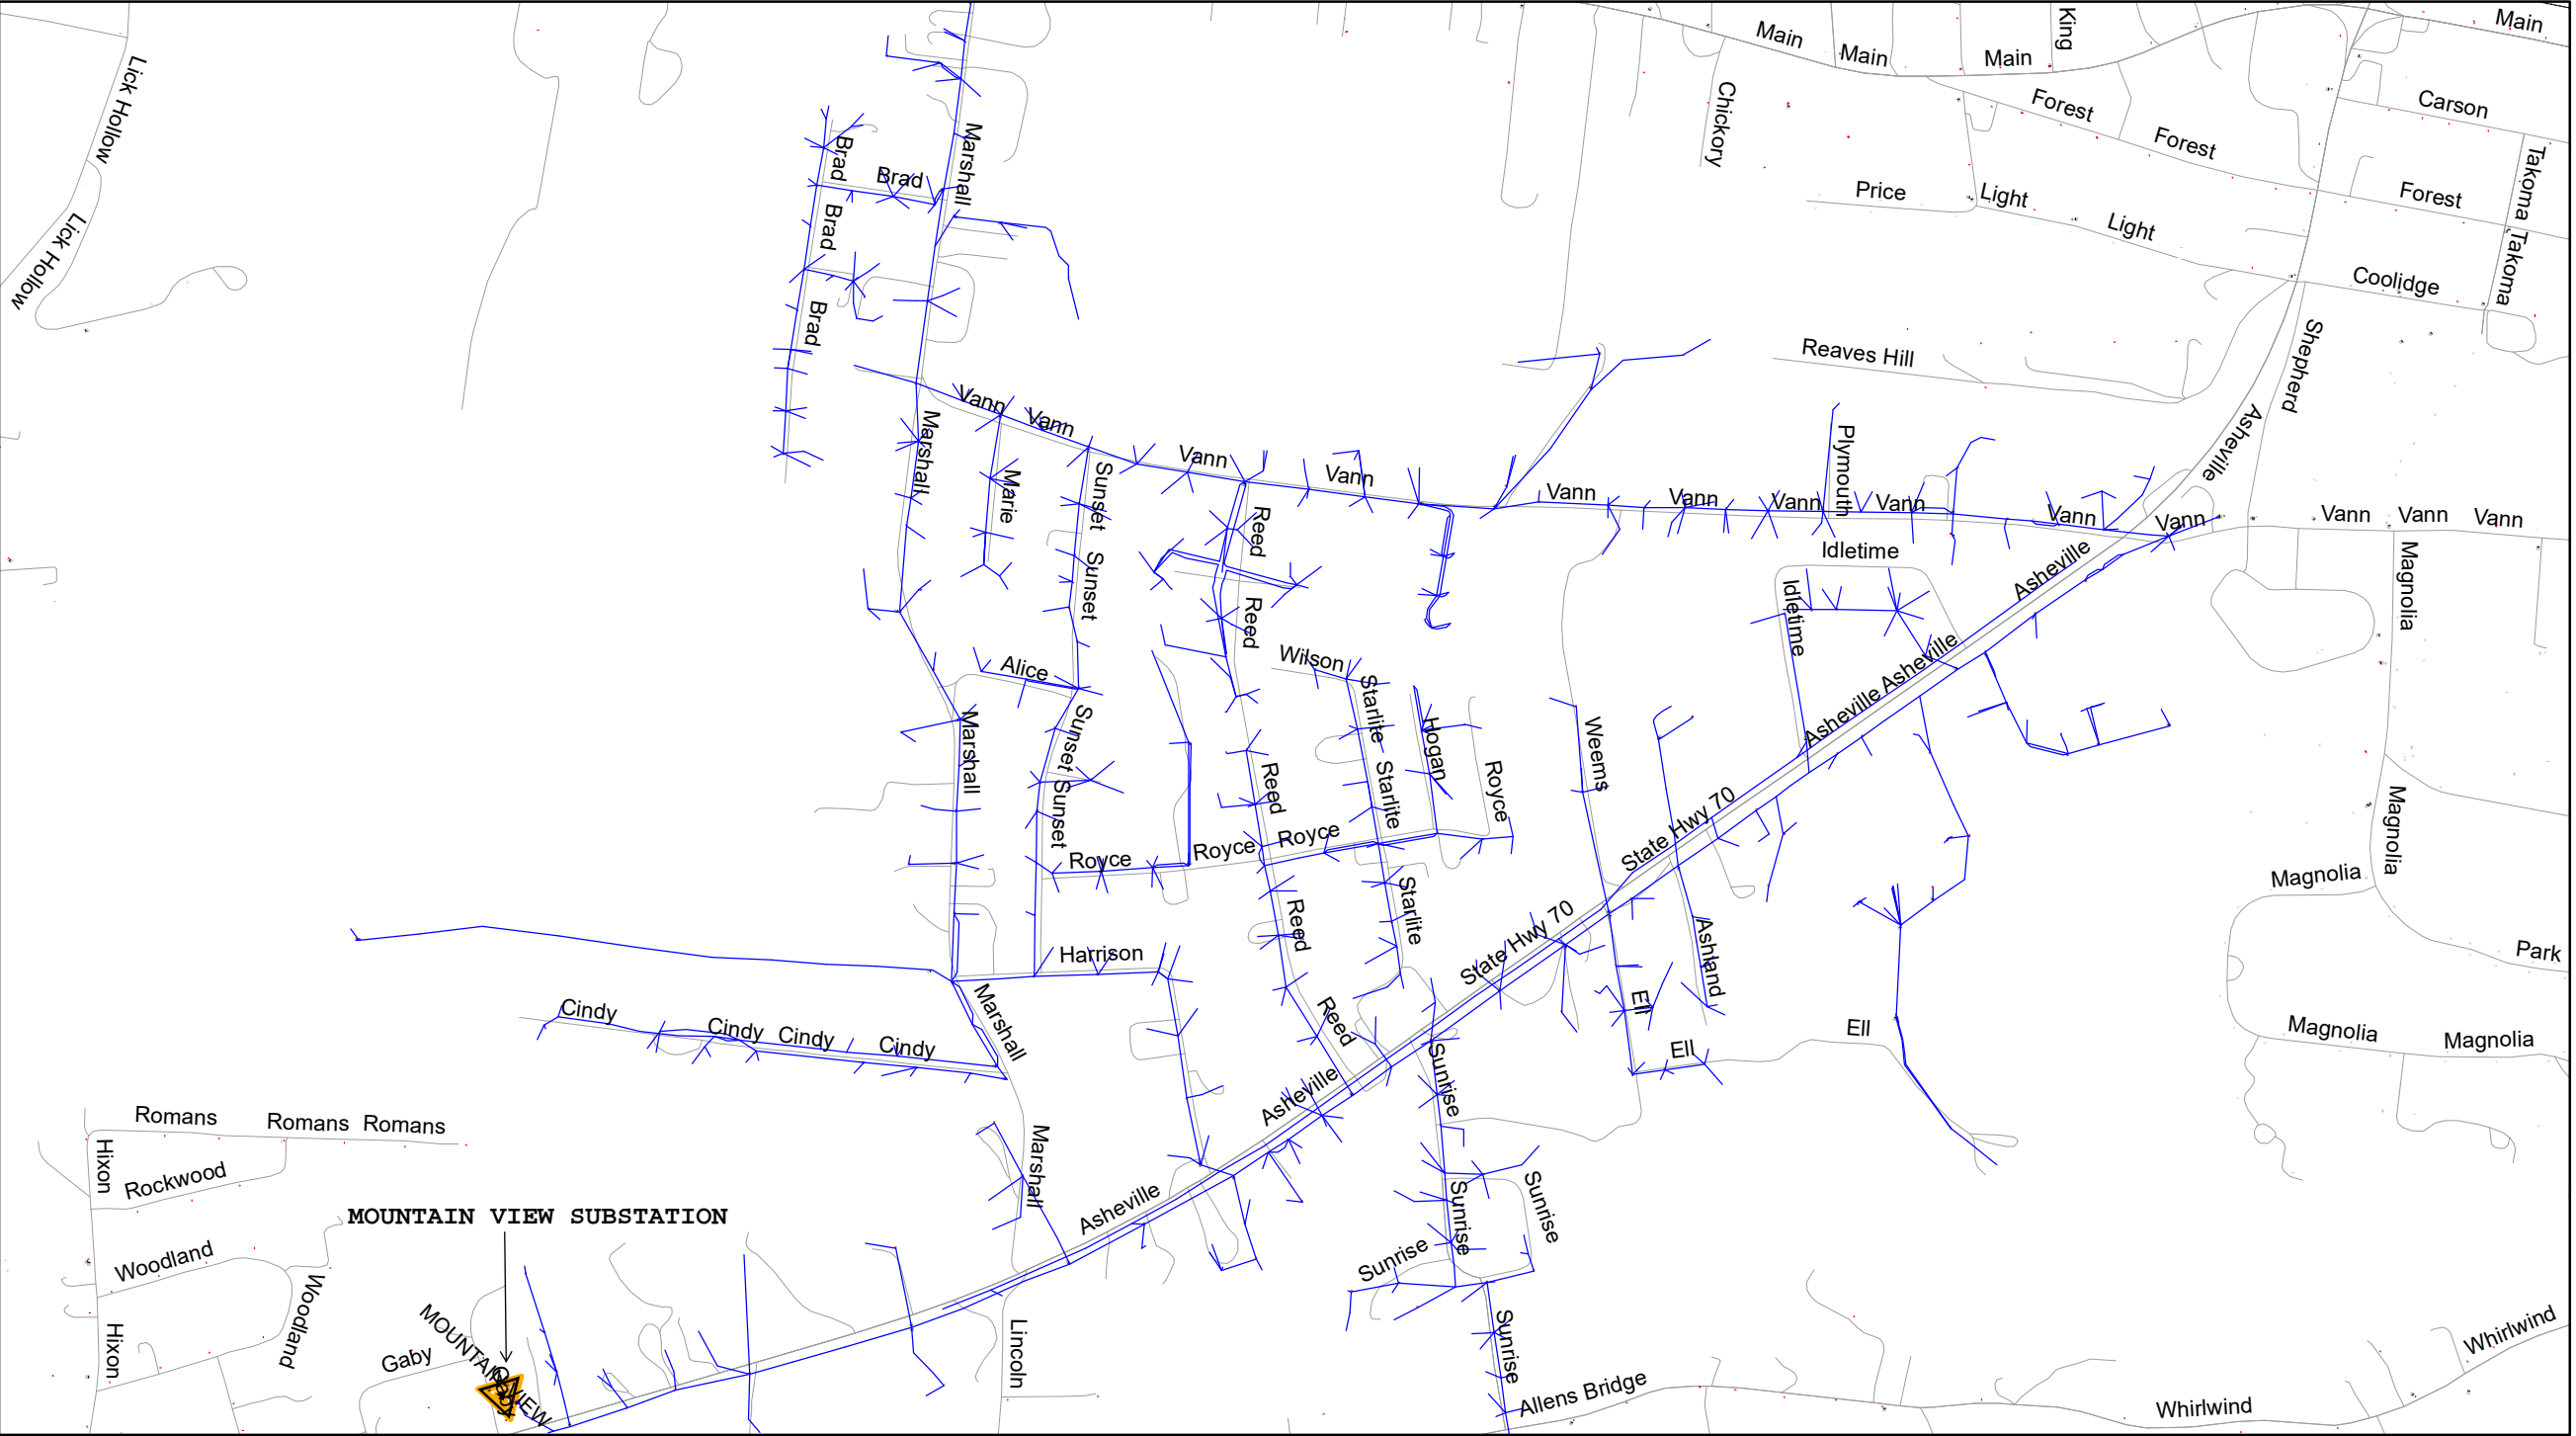 Main
Main
Main
Main
King
Chickory
Forest
Forest
Forest
Carson
Takoma
Takoma
Price
Light
Light
Coolidge
Shepherd
Reaves Hill
Asheville
Lick Hollow
Lick Hollow
Marshall
Brad
Brad
Brad
Brad
Vann
Vann
Vann
Vann
Vann
Vann
Vann
Vann
Vann
Vann
Vann
Vann
Vann
Plymouth
Marshall
Marie
Sunset
Sunset
Reed
Reed
Idletime
Idletime
Asheville
Asheville
Asheville
Magnolia
Magnolia
Magnolia
Magnolia
Magnolia
Park
Alice
Wilson
Starlite
Starlite
Starlite
Hogan
Royce
Weems
Marshall
Sunset
Sunset
Reed
Royce
Royce
Royce
State Hwy 70
State Hwy 70
Reed
Ashland
Harrison
Marshall
Cindy
Cindy
Cindy
Cindy
Reed
Ell
Ell
Ell
Asheville
Sunrise
Romans
Romans
Romans
Hixon
Rockwood
Marshall
Asheville
Sunrise
Sunrise
Sunrise
MOUNTAIN VIEW SUBSTATION
Woodland
Woodland
Hixon
Gaby
MOUNTAIN VIEW
Lincoln
Sunrise
Allens Bridge
Whirlwind
Whirlwind